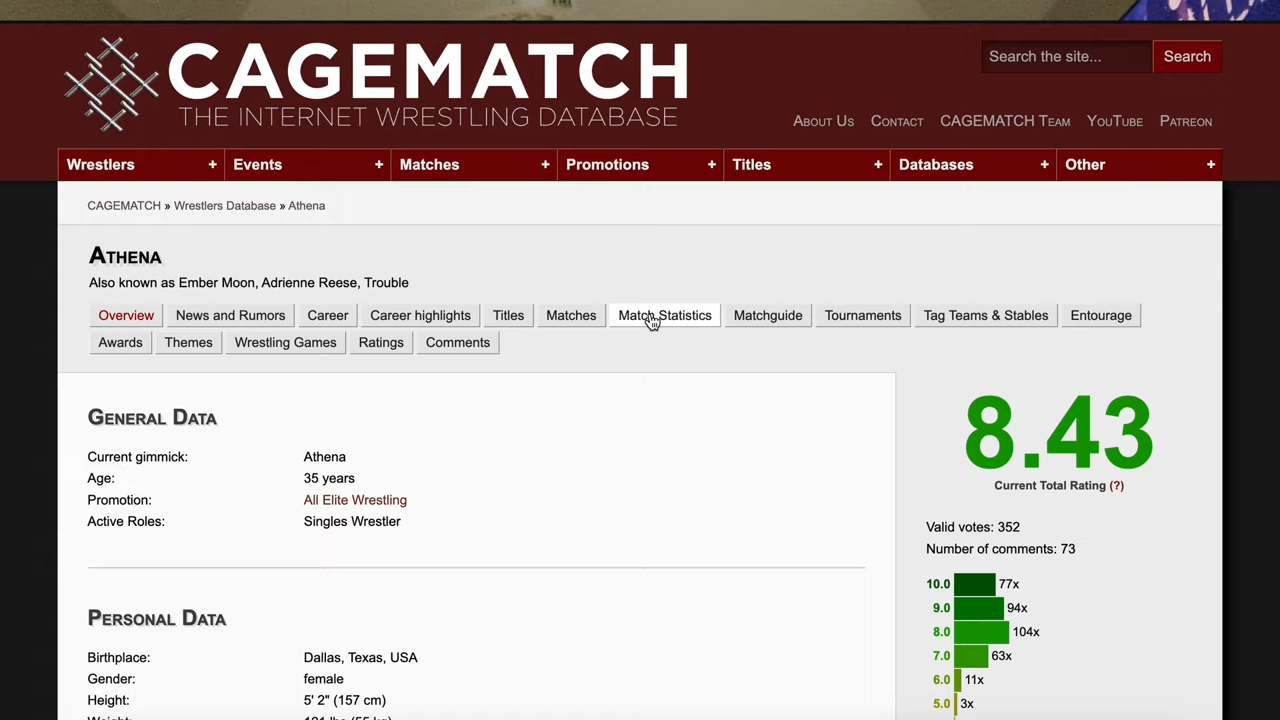 CAGEMATCH
THE INTERNET WRESTLING DATABASE
Search the site... Search
About Us Contact CAGEMATCH Team YouTube Patreon
Wrestlers + Events + Matches + Promotions + Titles + Databases + Other +
CAGEMATCH » Wrestlers Database » Athena
Athena
Also known as Ember Moon, Adrienne Reese, Trouble
Overview News and Rumors Career Career highlights Titles Matches Match Statistics Matchguide Tournaments Tag Teams & Stables Entourage
Awards Themes Wrestling Games Ratings Comments
General Data
Current gimmick: Athena
Age: 35 years
Promotion: All Elite Wrestling
Active Roles: Singles Wrestler
Personal Data
Birthplace: Dallas, Texas, USA
Gender: female
Height: 5' 2" (157 cm)
8.43
Current Total Rating (?)
Valid votes: 352
Number of comments: 73
10.0 77x
9.0 94x
8.0 104x
7.0 63x
6.0 11x
5.0 3x